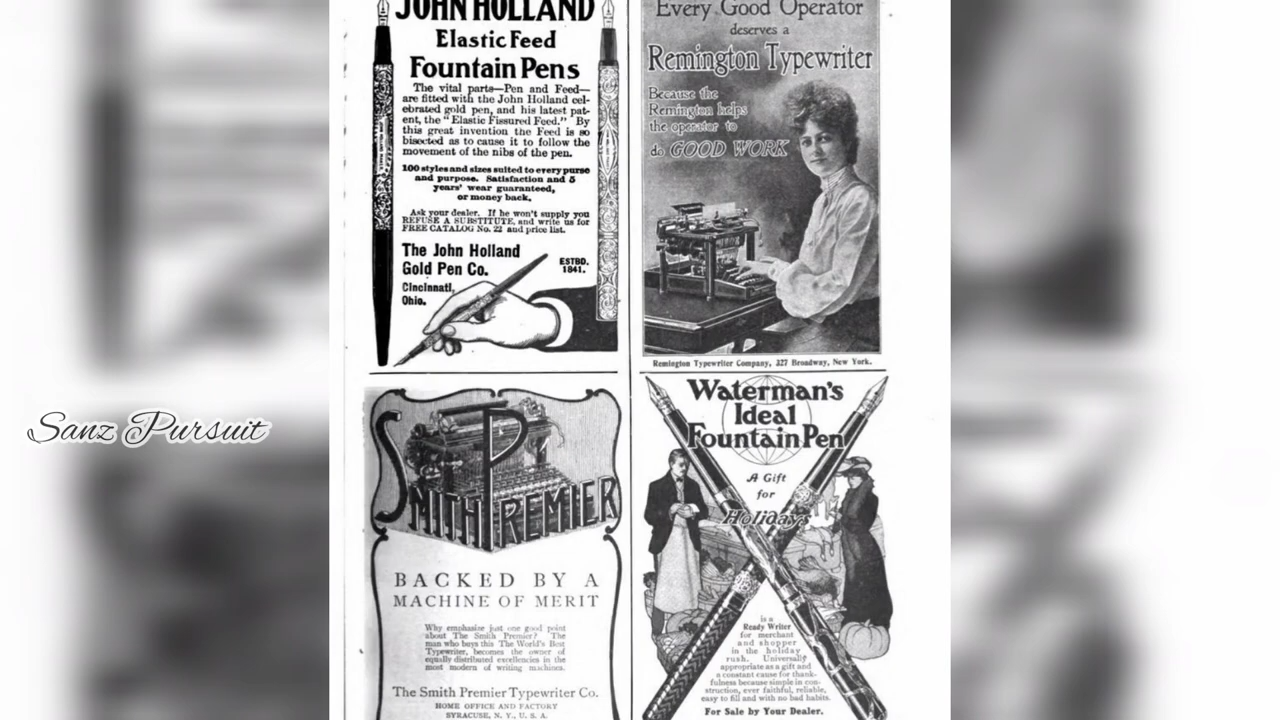 JOHN HOLLAND
Elastic Feed
Fountain Pens
The vital parts—Pen and Feed—
are fitted with the John Holland cel-
ebrated gold pen, and his latest pat-
ent, the "Elastic Fissured Feed." By
this great invention the Feed is so
bisected as to cause it to follow the
movement of the nibs of the pen.
100 styles and sizes suited to every purse
and purpose. Satisfaction and 5
years' wear guaranteed,
or money back.
Ask your dealer. If he won't supply you
REFUSE A SUBSTITUTE, and write us for
FREE CATALOG No. 22 and price list.
The John Holland
Gold Pen Co.
ESTBD.
1841.
Cincinnati,
Ohio.
Every Good Operator
deserves a
Remington Typewriter
Because the
Remington helps
the operator to
do GOOD WORK
Remington Typewriter Company, 327 Broadway, New York.
Sanz Pursuit
SMITH PREMIER
BACKED BY A
MACHINE OF MERIT
Why emphasize just one good point
about The Smith Premier? The
man who buys this The World's Best
Typewriter, becomes the owner of
equally distributed excellencies in the
most modern of writing machines.
The Smith Premier Typewriter Co.
HOME OFFICE AND FACTORY
SYRACUSE, N. Y., U. S. A.
Waterman's
Ideal
Fountain Pen
A Gift
for
Holidays
is a
Ready Writer
for merchant
and shopper
in the holiday
rush. Universally
appropriate as a gift and
a constant cause for thank-
fulness because simple in con-
struction, ever faithful, reliable,
easy to fill and with no bad habits.
For Sale by Your Dealer.